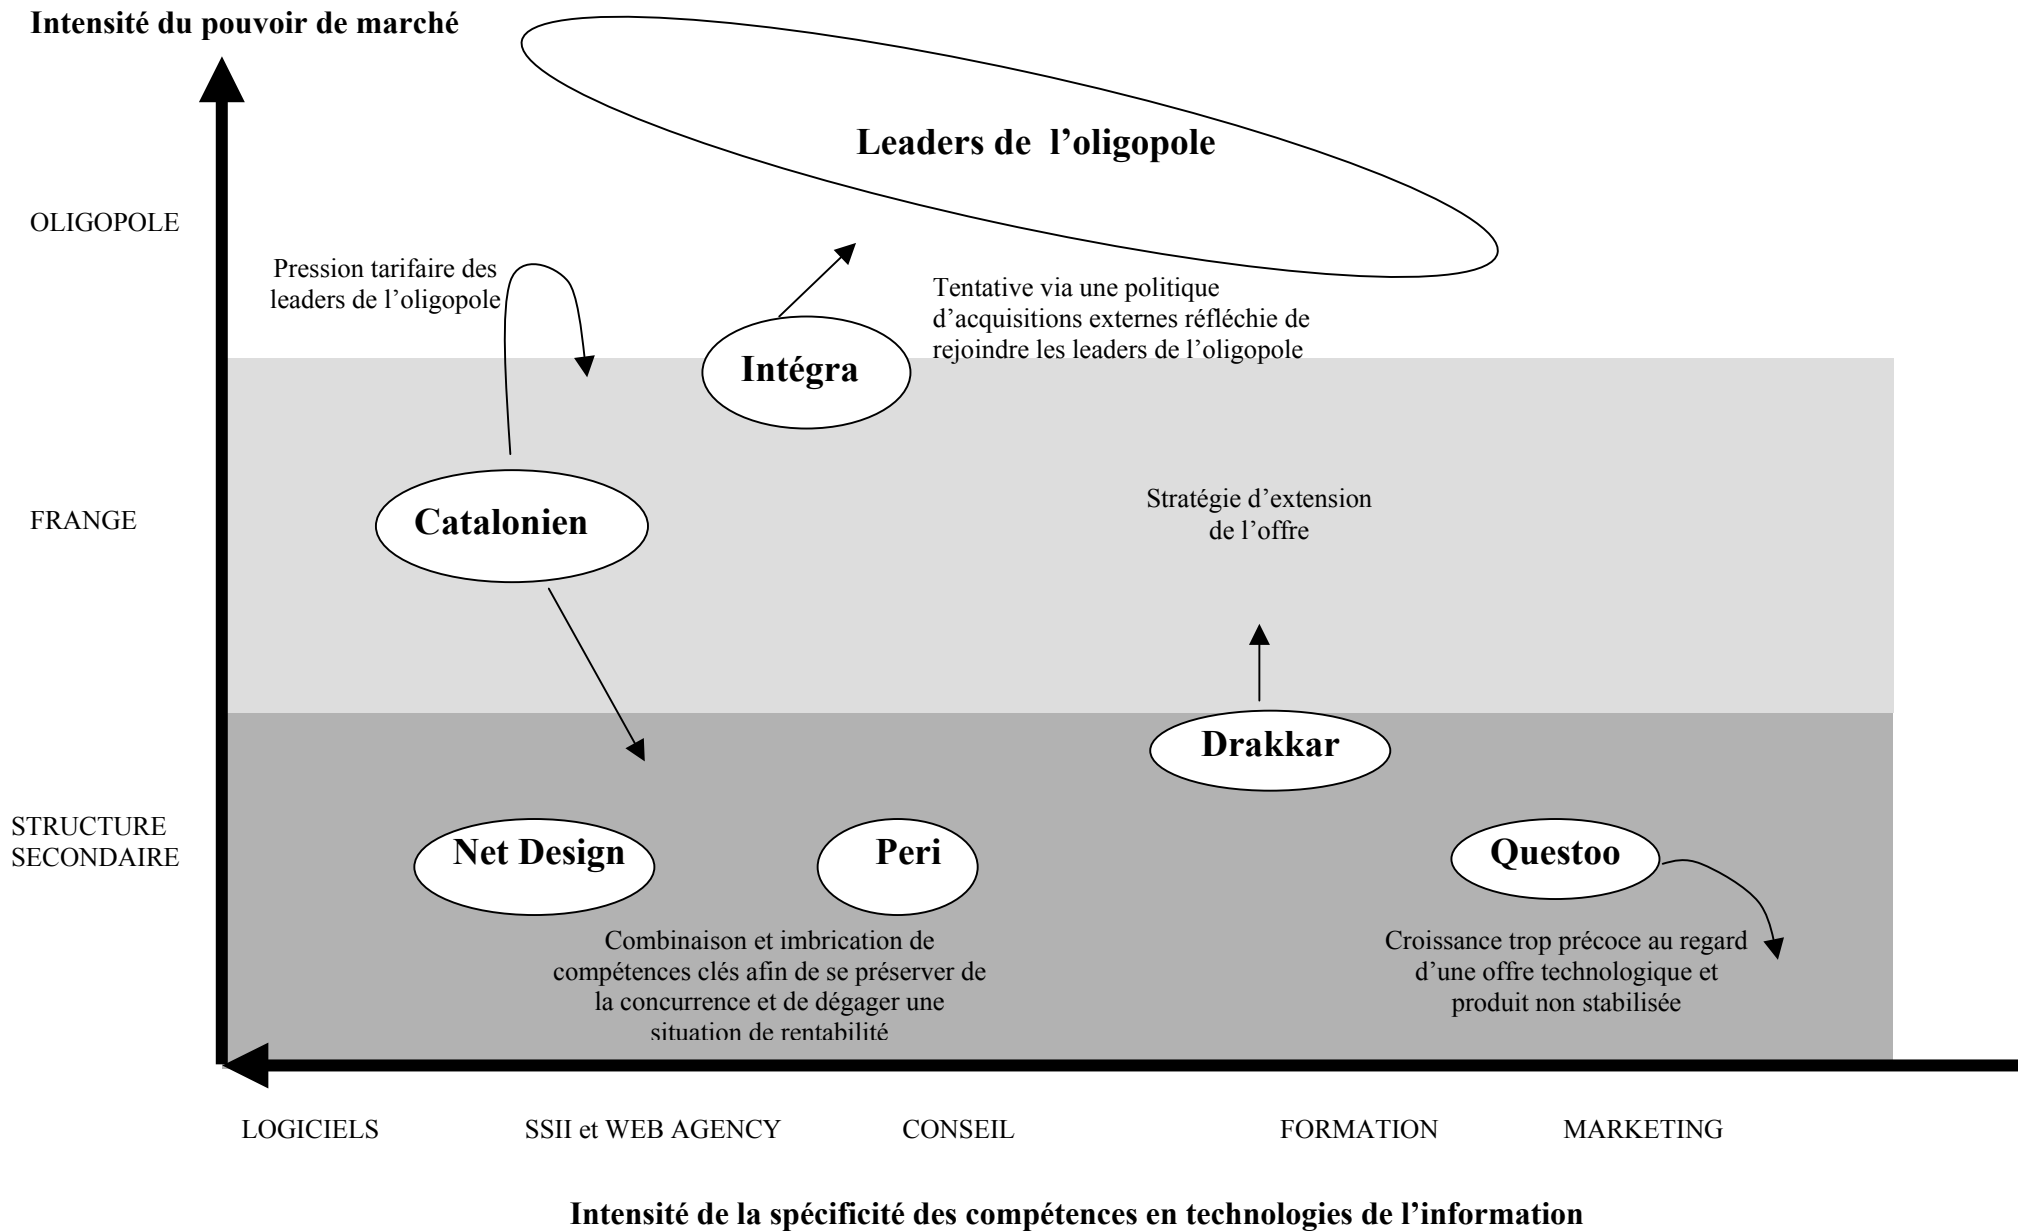 Intensité du pouvoir de marché
Leaders de l’oligopole
OLIGOPOLE
Pression tarifaire des
leaders de l’oligopole
Tentative via une politique
d’acquisitions externes réfléchie de
rejoindre les leaders de l’oligopole
Intégra
FRANGE
Catalonien
Stratégie d’extension
de l’offre
Drakkar
STRUCTURE
SECONDAIRE
Net Design
Peri
Questoo
Combinaison et imbrication de
compétences clés afin de se préserver de
la concurrence et de dégager une
situation de rentabilité
Croissance trop précoce au regard
d’une offre technologique et
produit non stabilisée
LOGICIELS
SSII et WEB AGENCY
CONSEIL
FORMATION
MARKETING
Intensité de la spécificité des compétences en technologies de l’information